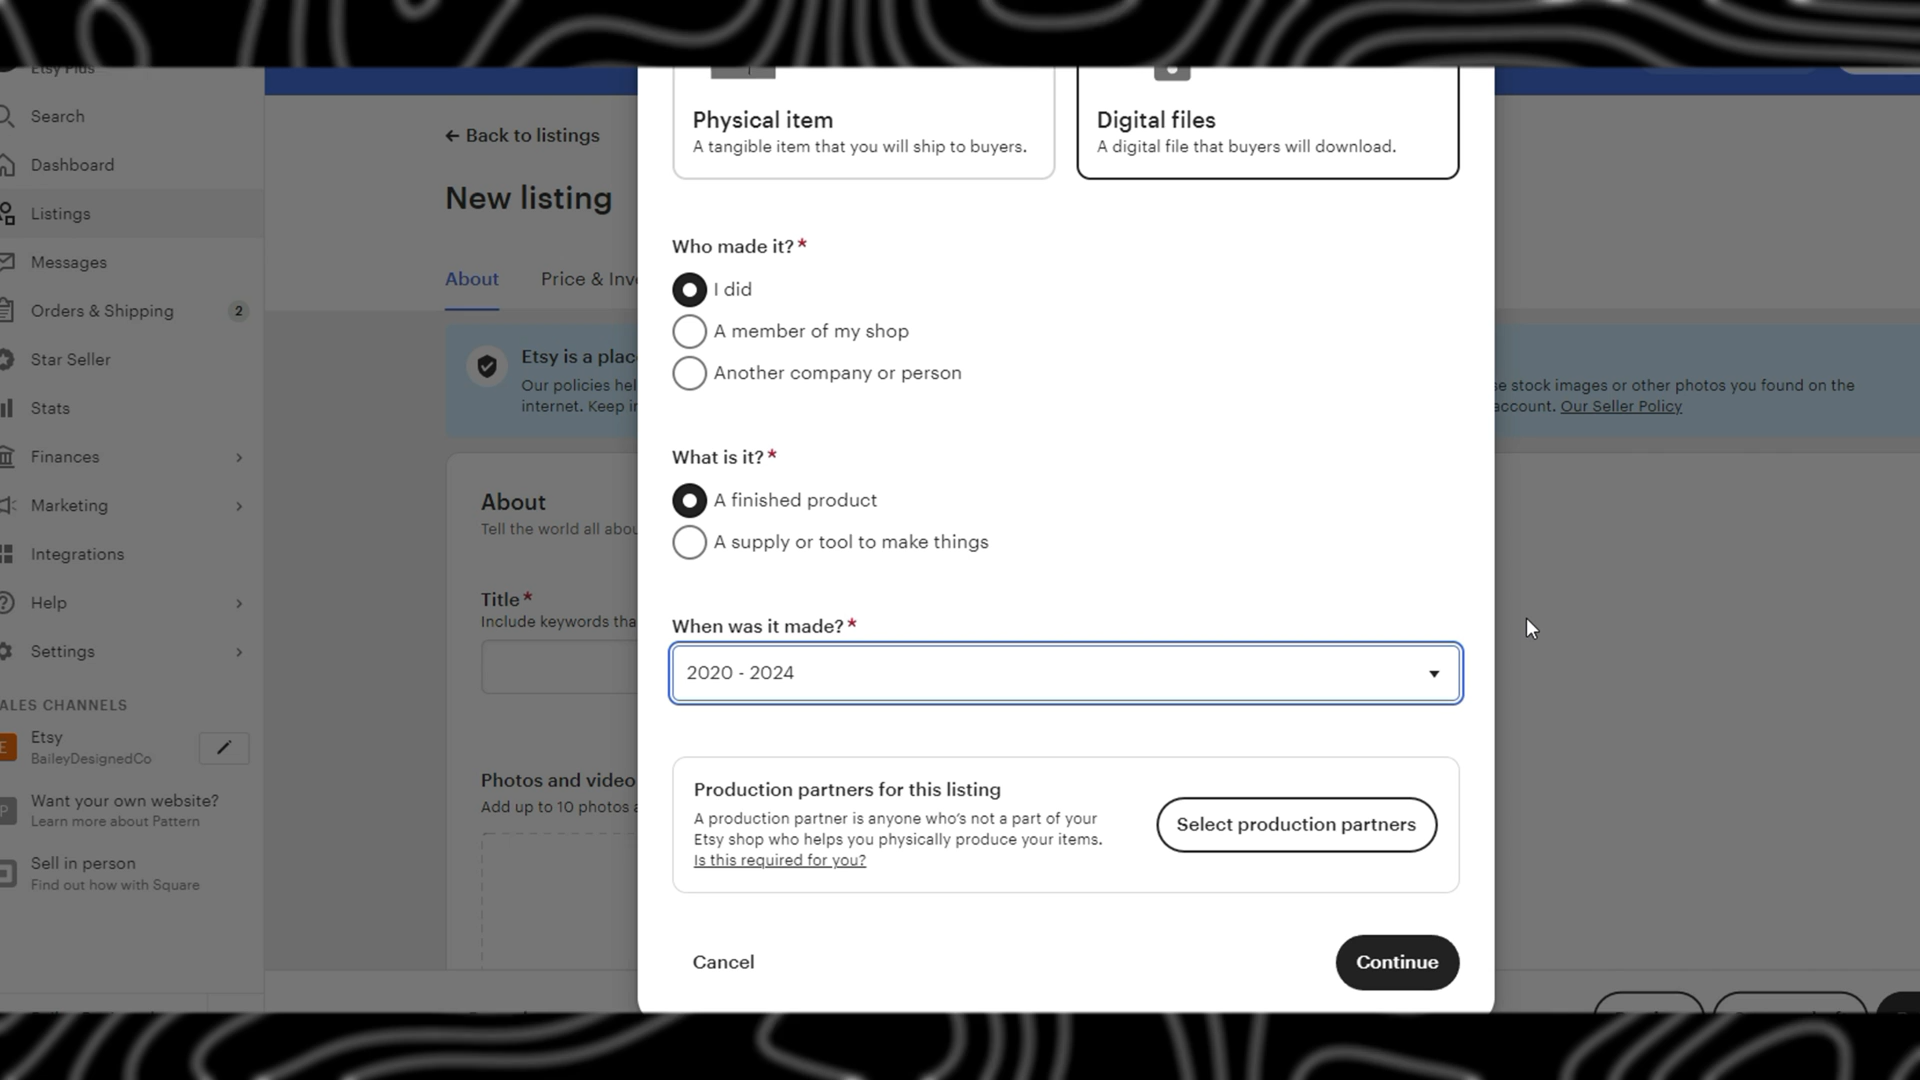 Etsy Plus
Search
Dashboard
Listings
Messages
Orders & Shipping 2
Star Seller
Stats
Finances
Marketing
Integrations
Help
Settings
ALES CHANNELS
Etsy
BaileyDesignedCo
Want your own website?
Learn more about Pattern
Sell in person
Find out how with Square
Back to listings
New listing
About Price & Inv
Etsy is a plac
Our policies hel
internet. Keep i
se stock images or other photos you found on the
account. Our Seller Policy
About
Tell the world all abou
Title*
Include keywords tha
Photos and video
Add up to 10 photos a
Physical item
A tangible item that you will ship to buyers.
Digital files
A digital file that buyers will download.
Who made it?*
I did
A member of my shop
Another company or person
What is it?*
A finished product
A supply or tool to make things
When was it made?*
2020 - 2024
Production partners for this listing
A production partner is anyone who's not a part of your
Etsy shop who helps you physically produce your items.
Is this required for you?
Select production partners
Cancel
Continue